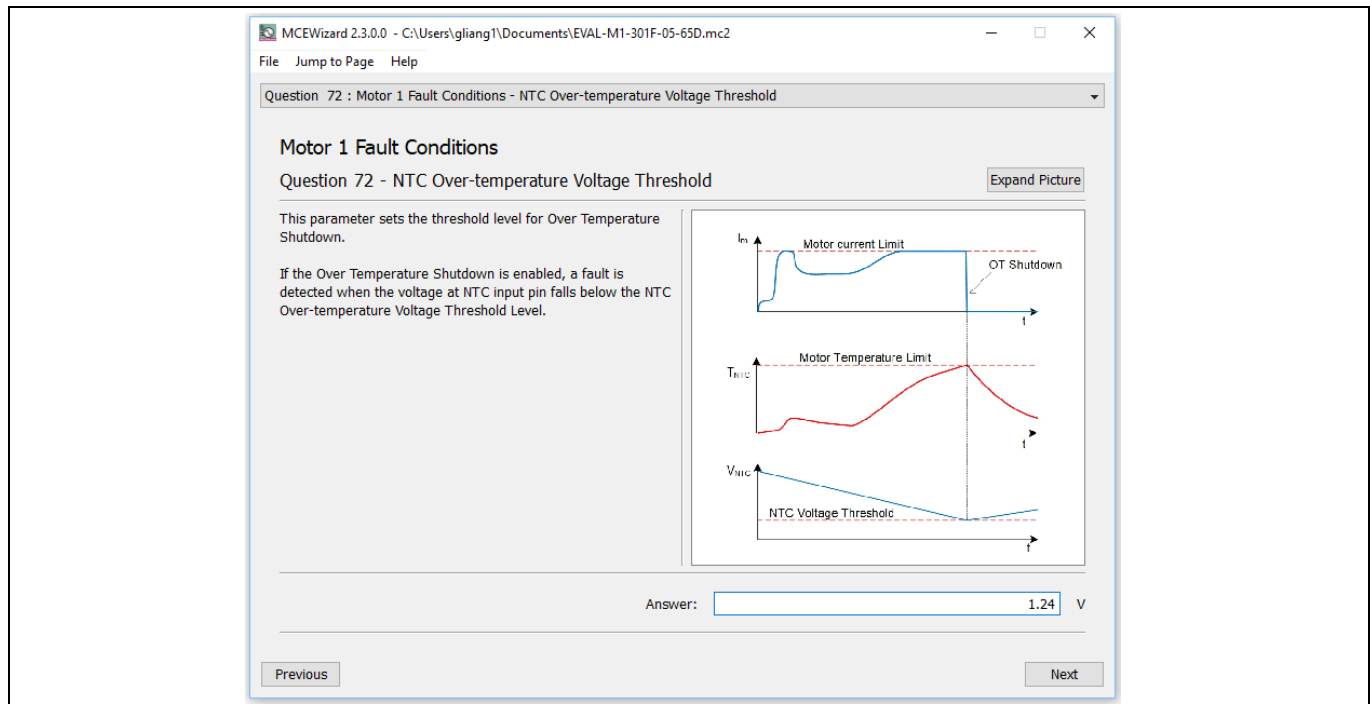 MCEWizard 2.3.0.0 - C:\Users\gliang1\Documents\EVAL-M1-301F-05-65D.mc2
File Jump to Page Help
Question 72 : Motor 1 Fault Conditions - NTC Over-temperature Voltage Threshold
Motor 1 Fault Conditions
Question 72 - NTC Over-temperature Voltage Threshold
Expand Picture
This parameter sets the threshold level for Over Temperature
Shutdown.
If the Over Temperature Shutdown is enabled, a fault is
detected when the voltage at NTC input pin falls below the NTC
Over-temperature Voltage Threshold Level.
Im
Motor current Limit
OT Shutdown
t
Motor Temperature Limit
TNTC
t
VNTC
NTC Voltage Threshold
t
Answer: 1.24 V
Previous
Next